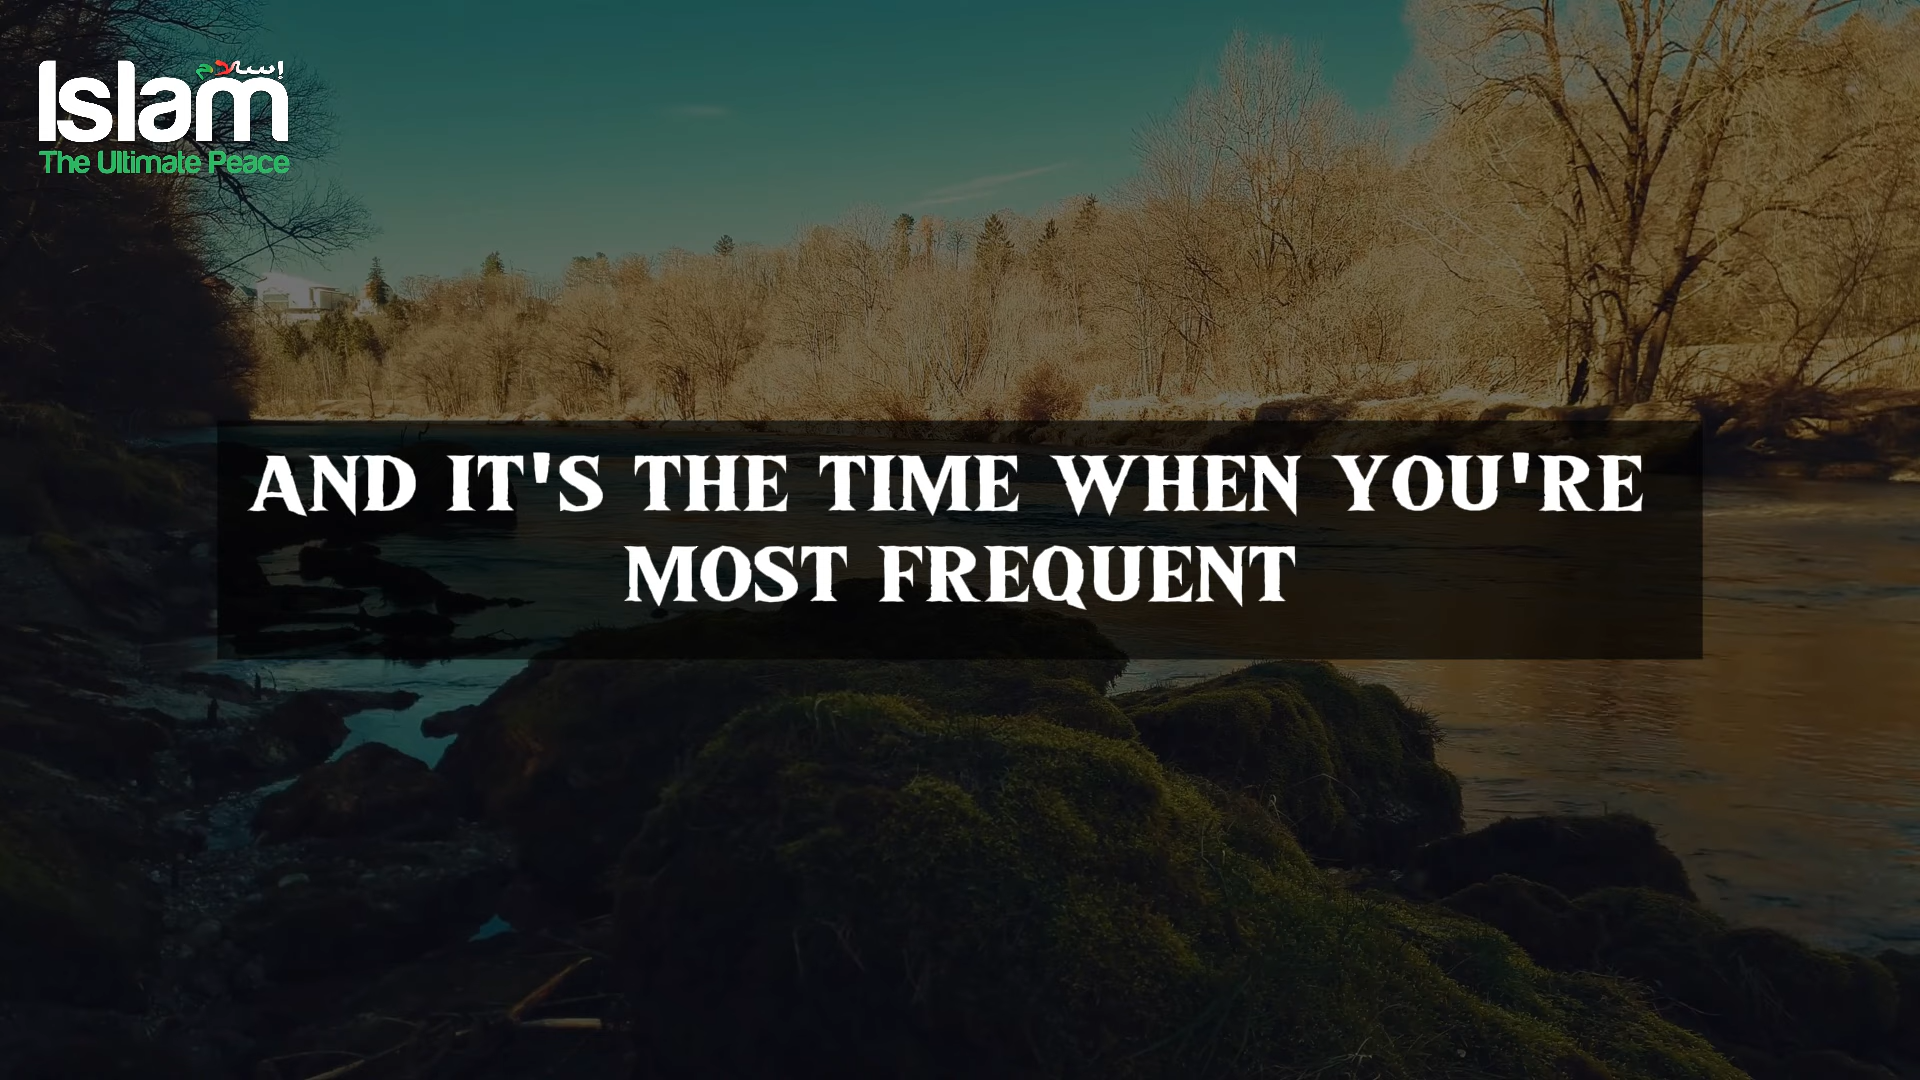 إسلام
Islam
The Ultimate Peace
AND IT'S THE TIME WHEN YOU'RE
MOST FREQUENT